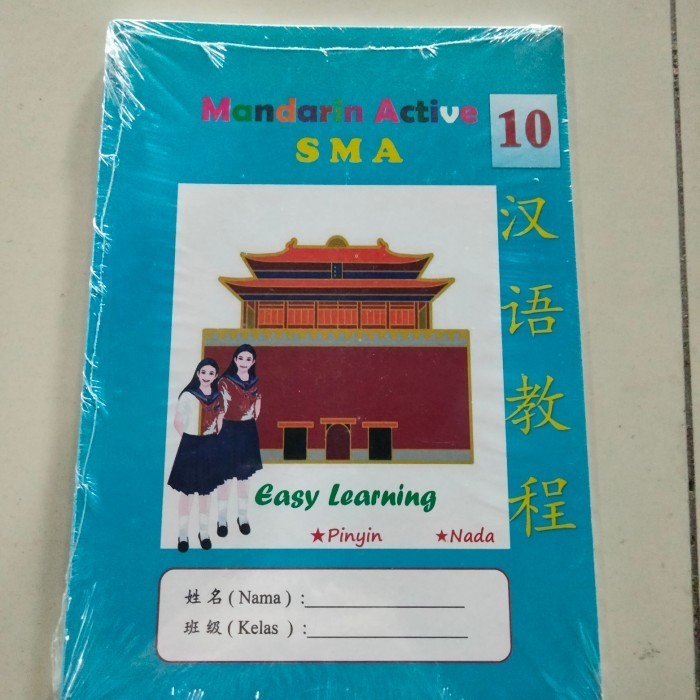 Mandarin Active
SMA
10
汉语教程
Easy Learning
★Pinyin ★Nada
姓名 ( Nama ) :
班级 ( Kelas ) :